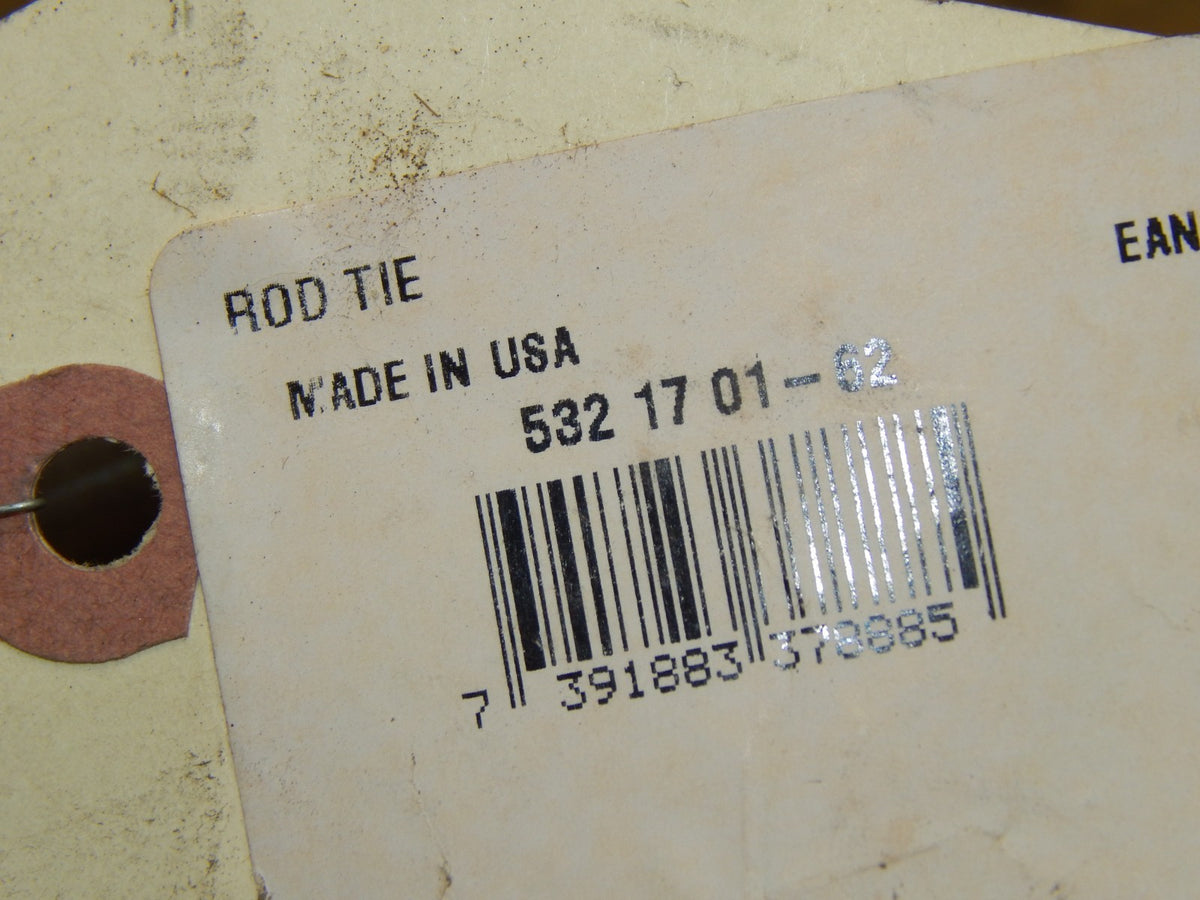 EAN
ROD TIE
MADE IN USA
532 17 01-62
7 391883 378885